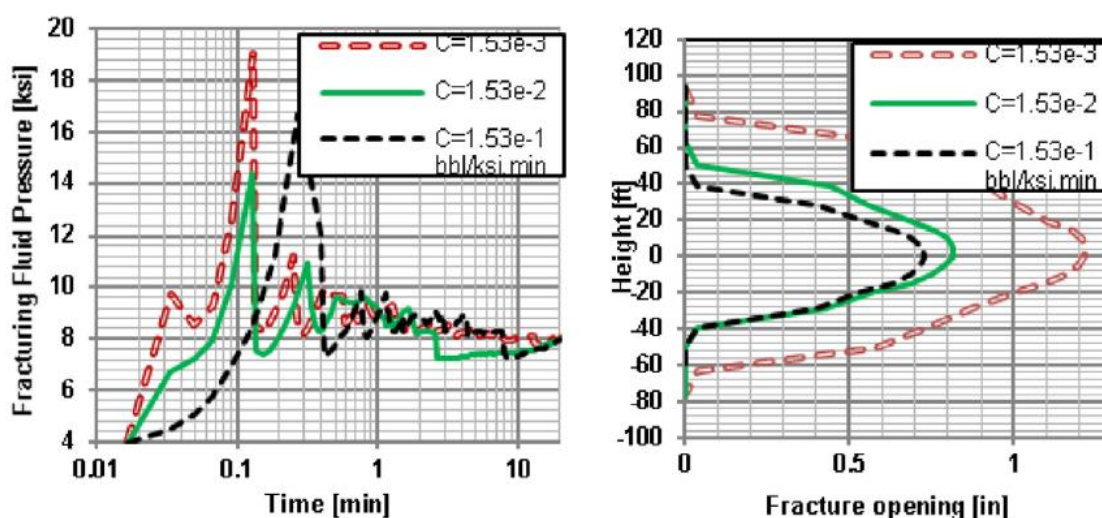 Fracturing Fluid Pressure [ksi]
20
18
16
14
12
10
8
6
4
0.01
0.1
1
10
Time [min]
C=1.53e-3
C=1.53e-2
C=1.53e-1
bbl/ksi.min
Height [ft]
120
100
80
60
40
20
0
-20
-40
-60
-80
-100
0
0.5
1
Fracture opening [in]
C=1.53e-3
C=1.53e-2
C=1.53e-1
bbl/ksi.min